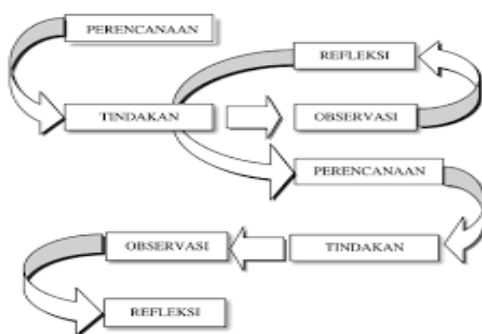 PERENCANAAN
REFLEKSI
TINDAKAN
OBSERVASI
PERENCANAAN
OBSERVASI
TINDAKAN
REFLEKSI